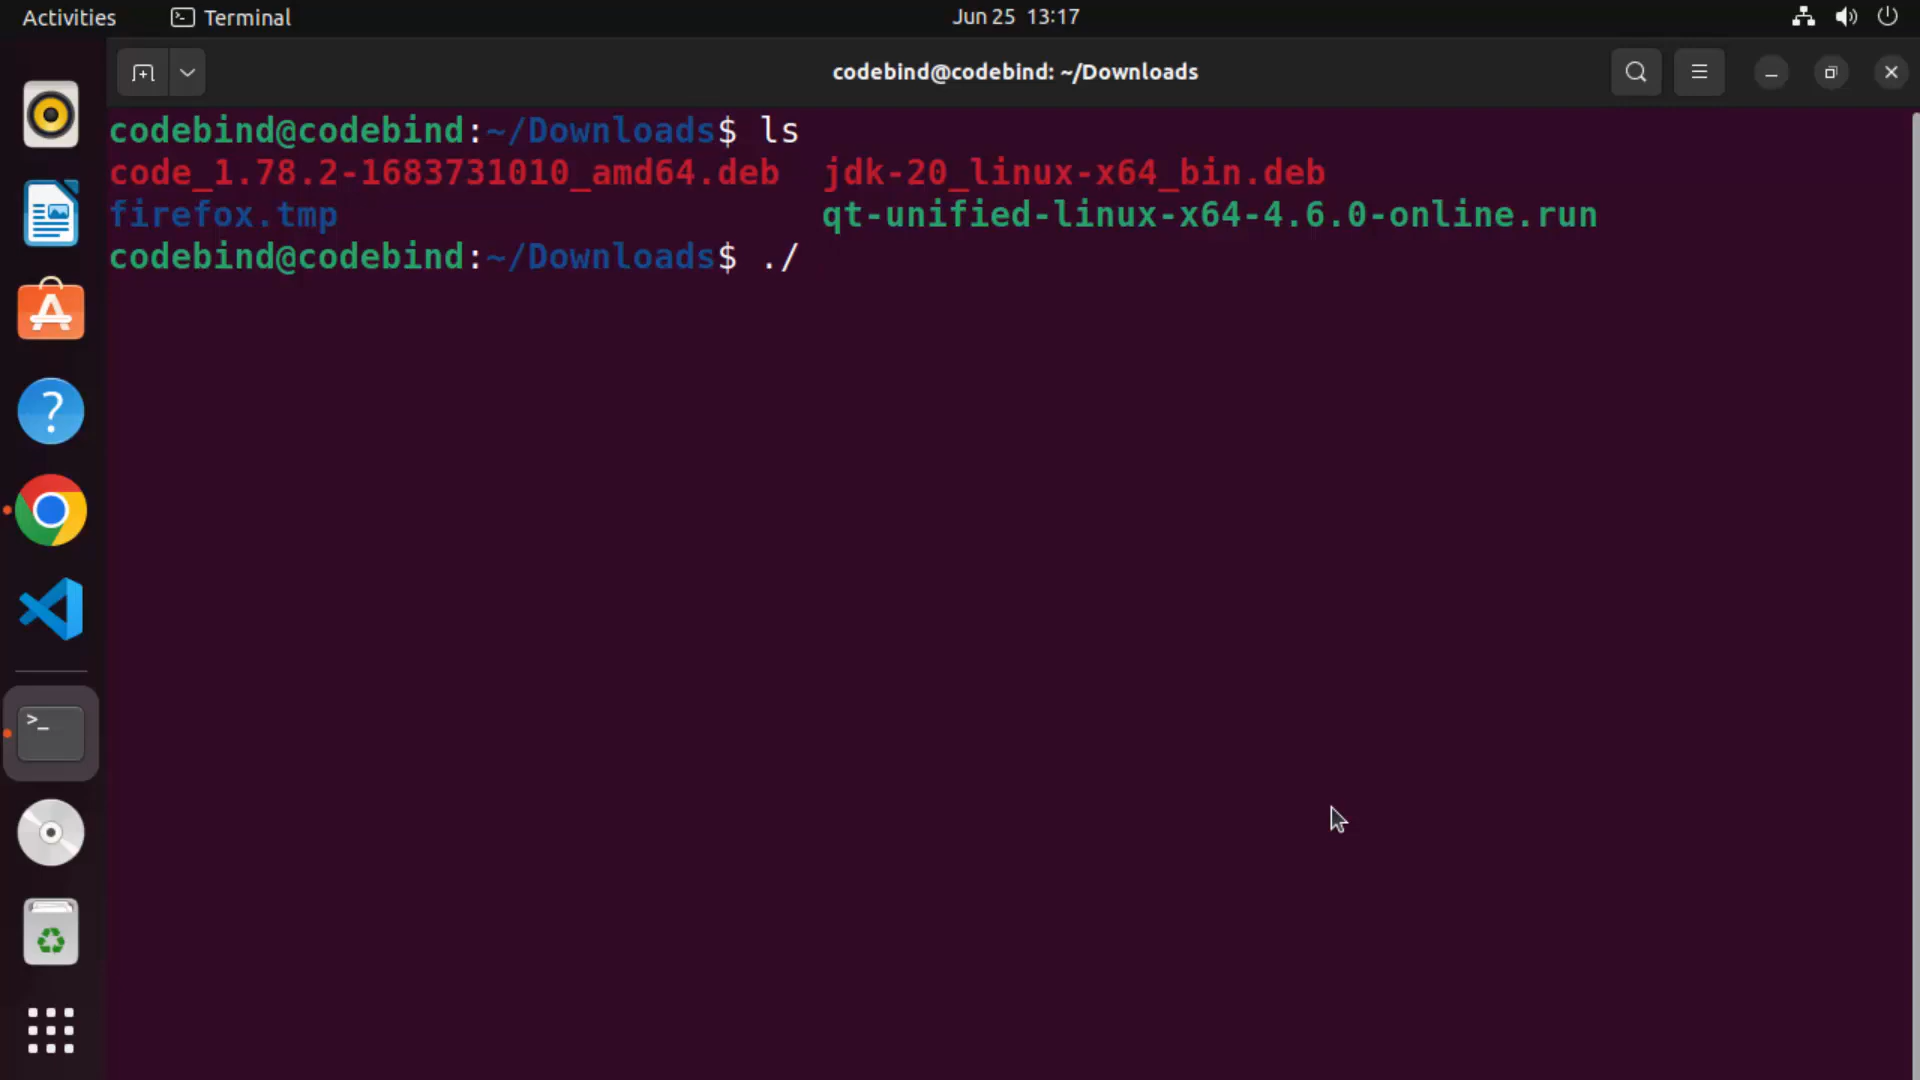 Activities Terminal Jun 25 13:17
codebind@codebind: ~/Downloads
codebind@codebind:~/Downloads$ ls
code_1.78.2-1683731010_amd64.deb jdk-20_linux-x64_bin.deb
firefox.tmp qt-unified-linux-x64-4.6.0-online.run
codebind@codebind:~/Downloads$ ./